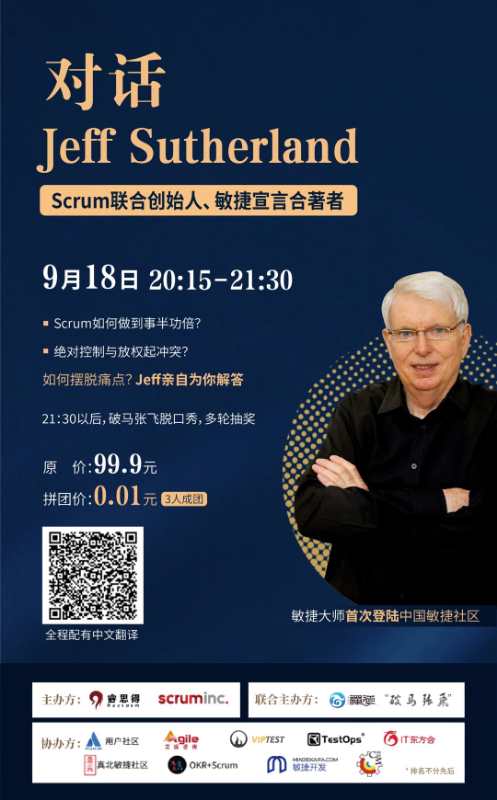 对话
Jeff Sutherland
Scrum联合创始人、敏捷宣言合著者
9月18日 20:15-21:30
Scrum如何做到事半功倍?
绝对控制与放权起冲突?
如何摆脱痛点? Jeff亲自为你解答
21:30以后,破马张飞脱口秀,多轮抽奖
原 价:99.9元
拼团价:0.01元 3人成团
全程配有中文翻译
敏捷大师首次登陆中国敏捷社区
主办方: 睿思得 scruminc. 联合主办方: "破马张飞"
协办方: 用户社区 Agile VIPTEST TestOps IT东方会
真北敏捷社区 OKR+Scrum 敏捷开发
* 排名不分先后